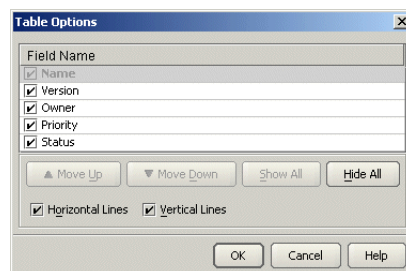 Table Options
Field Name
Name
Version
Owner
Priority
Status
Move Up
Move Down
Show All
Hide All
Horizontal Lines
Vertical Lines
OK
Cancel
Help